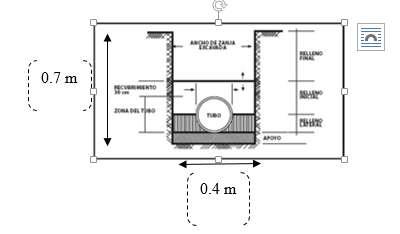 ANCHO DE ZANJA
EXCAVADA
RELLENO
FINAL
0.7 m
RECUBRIMIENTO
30 cm
RELLENO
INICIAL
ZONA DEL TUBO
TUBO
RELLENO
LATERAL
APOYO
0.4 m